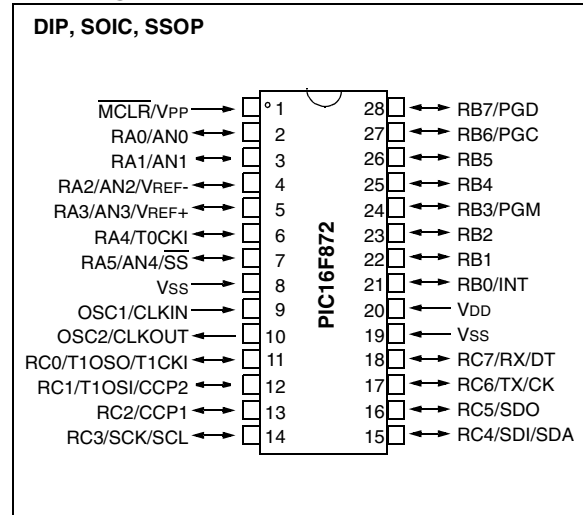 DIP, SOIC, SSOP
MCLR/VPP 1 28 RB7/PGD
RA0/AN0 2 27 RB6/PGC
RA1/AN1 3 26 RB5
RA2/AN2/VREF- 4 25 RB4
RA3/AN3/VREF+ 5 24 RB3/PGM
RA4/T0CKI 6 23 RB2
RA5/AN4/SS 7 22 RB1
VSS 8 21 RB0/INT
OSC1/CLKIN 9 20 VDD
OSC2/CLKOUT 10 19 VSS
RC0/T1OSO/T1CKI 11 18 RC7/RX/DT
RC1/T1OSI/CCP2 12 17 RC6/TX/CK
RC2/CCP1 13 16 RC5/SDO
RC3/SCK/SCL 14 15 RC4/SDI/SDA
PIC16F872